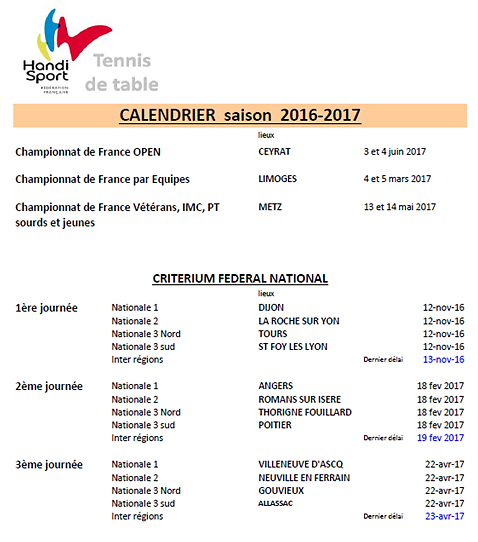 Handi
Sport
FÉDÉRATION
FRANÇAISE
Tennis
de table
CALENDRIER saison 2016-2017
lieux
Championnat de France OPEN CEYRAT 3 et 4 juin 2017
Championnat de France par Equipes LIMOGES 4 et 5 mars 2017
Championnat de France Vétérans, IMC, PT METZ 13 et 14 mai 2017
sourds et jeunes
CRITERIUM FEDERAL NATIONAL
lieux
1ère journée Nationale 1 DIJON 12-nov-16
Nationale 2 LA ROCHE SUR YON 12-nov-16
Nationale 3 Nord TOURS 12-nov-16
Nationale 3 sud ST FOY LES LYON 12-nov-16
Inter régions Dernier délai 13-nov-16
2ème journée Nationale 1 ANGERS 18 fev 2017
Nationale 2 ROMANS SUR ISERE 18 fev 2017
Nationale 3 Nord THORIGNE FOUILLARD 18 fev 2017
Nationale 3 sud POITIER 18 fev 2017
Inter régions Dernier délai 19 fev 2017
3ème journée Nationale 1 VILLENEUVE D'ASCQ 22-avr-17
Nationale 2 NEUVILLE EN FERRAIN 22-avr-17
Nationale 3 Nord GOUVIEUX 22-avr-17
Nationale 3 sud ALLASSAC 22-avr-17
Inter régions Dernier délai 23-avr-17